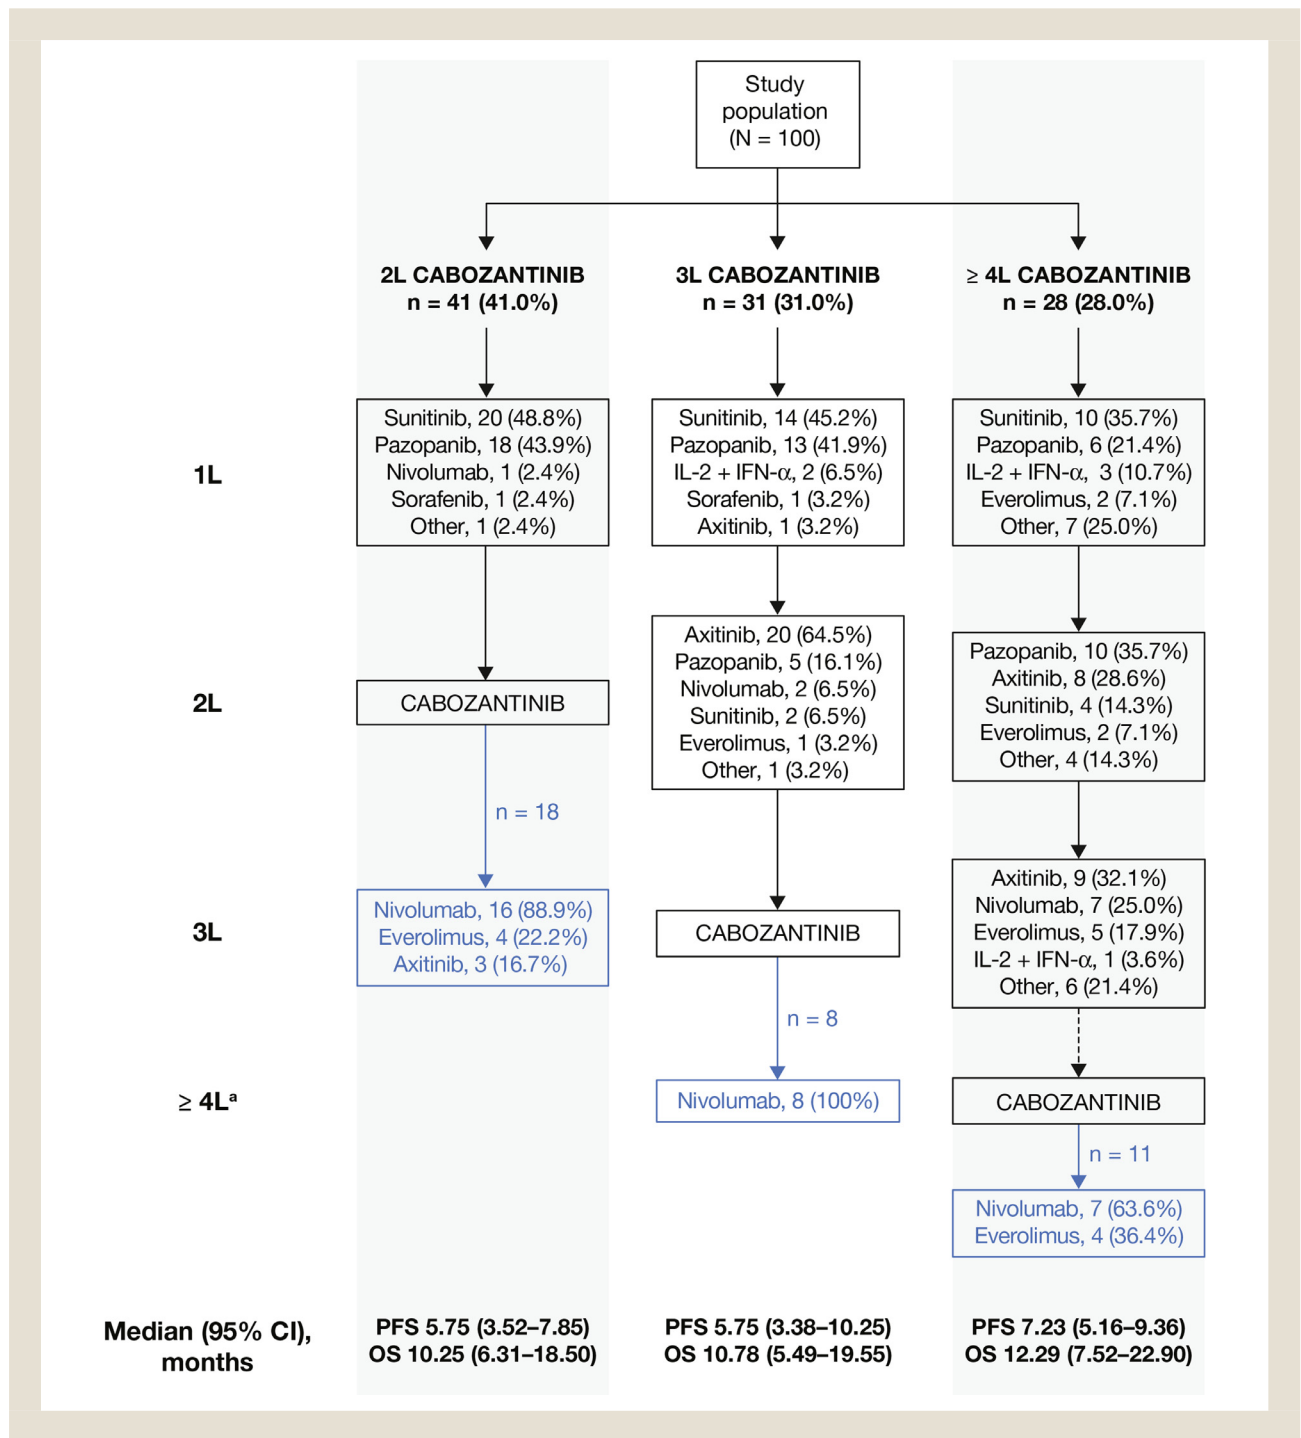 Study
population
(N = 100)
2L CABOZANTINIB
n = 41 (41.0%)
3L CABOZANTINIB
n = 31 (31.0%)
≥ 4L CABOZANTINIB
n = 28 (28.0%)
1L
Sunitinib, 20 (48.8%)
Pazopanib, 18 (43.9%)
Nivolumab, 1 (2.4%)
Sorafenib, 1 (2.4%)
Other, 1 (2.4%)
Sunitinib, 14 (45.2%)
Pazopanib, 13 (41.9%)
IL-2 + IFN-α, 2 (6.5%)
Sorafenib, 1 (3.2%)
Axitinib, 1 (3.2%)
Sunitinib, 10 (35.7%)
Pazopanib, 6 (21.4%)
IL-2 + IFN-α, 3 (10.7%)
Everolimus, 2 (7.1%)
Other, 7 (25.0%)
2L
CABOZANTINIB
Axitinib, 20 (64.5%)
Pazopanib, 5 (16.1%)
Nivolumab, 2 (6.5%)
Sunitinib, 2 (6.5%)
Everolimus, 1 (3.2%)
Other, 1 (3.2%)
Pazopanib, 10 (35.7%)
Axitinib, 8 (28.6%)
Sunitinib, 4 (14.3%)
Everolimus, 2 (7.1%)
Other, 4 (14.3%)
n = 18
3L
Nivolumab, 16 (88.9%)
Everolimus, 4 (22.2%)
Axitinib, 3 (16.7%)
CABOZANTINIB
Axitinib, 9 (32.1%)
Nivolumab, 7 (25.0%)
Everolimus, 5 (17.9%)
IL-2 + IFN-α, 1 (3.6%)
Other, 6 (21.4%)
n = 8
≥ 4Lᵃ
Nivolumab, 8 (100%)
CABOZANTINIB
n = 11
Nivolumab, 7 (63.6%)
Everolimus, 4 (36.4%)
Median (95% CI),
months
PFS 5.75 (3.52–7.85)
OS 10.25 (6.31–18.50)
PFS 5.75 (3.38–10.25)
OS 10.78 (5.49–19.55)
PFS 7.23 (5.16–9.36)
OS 12.29 (7.52–22.90)